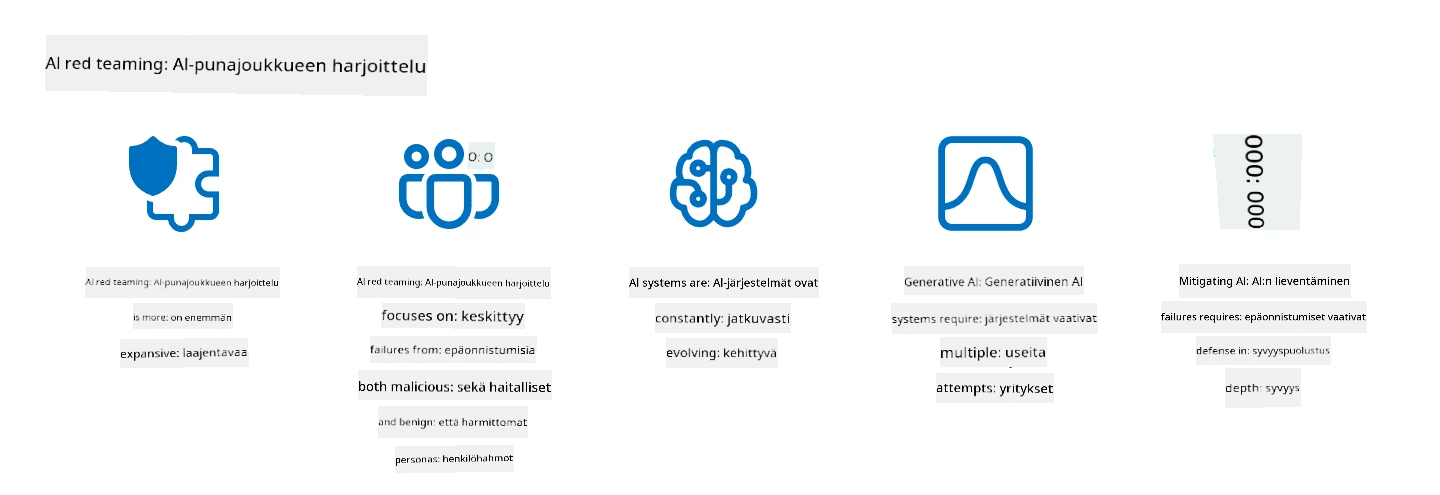 AI red teaming: AI-punajoukkueen harjoittelu
O: O
000 :000
AI red teaming: AI-punajoukkueen harjoittelu
is more: on enemmän
expansive: laajentavaa
AI red teaming: AI-punajoukkueen harjoittelu
focuses on: keskittyy
failures from: epäonnistumisia
both malicious: sekä haitalliset
and benign: että harmittomat
personas: henkilöhahmot
AI systems are: AI-järjestelmät ovat
constantly: jatkuvasti
evolving: kehittyvä
Generative AI: Generatiivinen AI
systems require: järjestelmät vaativat
multiple: useita
attempts: yritykset
Mitigating AI: AI:n lieventäminen
failures requires: epäonnistumiset vaativat
defense in: syvyyspuolustus
depth: syvyys